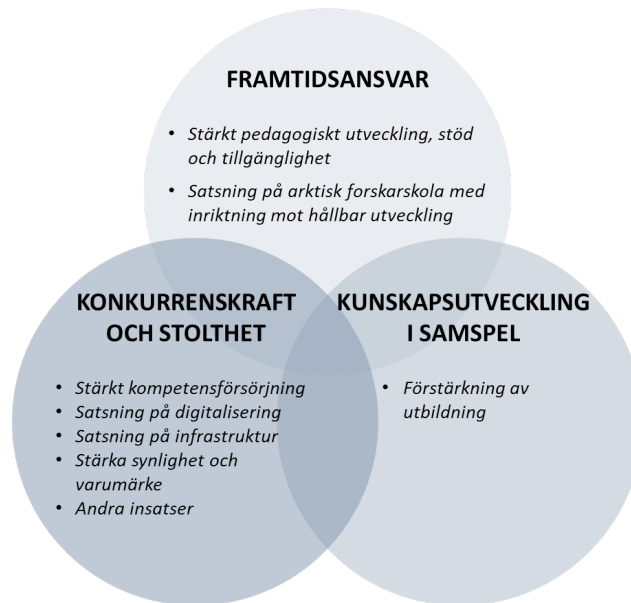 FRAMTIDSANSVAR
• Stärkt pedagogiskt utveckling, stöd
och tillgänglighet
• Satsning på arktisk forskarskola med
inriktning mot hållbar utveckling
KONKURRENSKRAFT
OCH STOLTHET
• Stärkt kompetensförsörjning
• Satsning på digitalisering
• Satsning på infrastruktur
• Stärka synlighet och
varumärke
• Andra insatser
KUNSKAPSUTVECKLING
I SAMSPEL
• Förstärkning av
utbildning